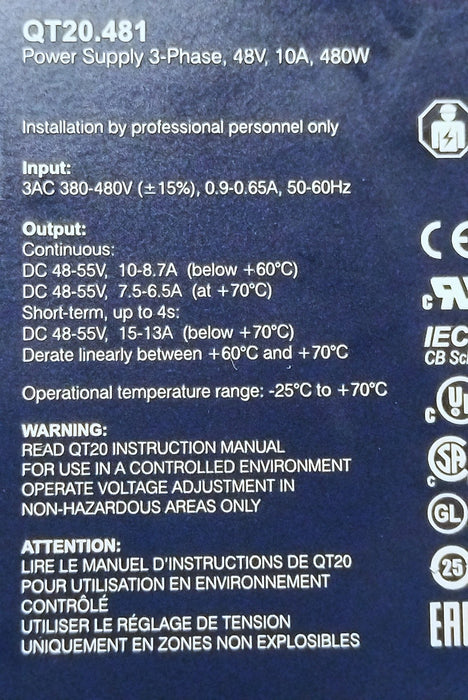 QT20.481
Power Supply 3-Phase, 48V, 10A, 480W
Installation by professional personnel only
Input:
3AC 380-480V (±15%), 0.9-0.65A, 50-60Hz
Output:
Continuous:
DC 48-55V, 10-8.7A (below +60°C)
DC 48-55V, 7.5-6.5A (at +70°C)
Short-term, up to 4s:
DC 48-55V, 15-13A (below +70°C)
Derate linearly between +60°C and +70°C
Operational temperature range: -25°C to +70°C
WARNING:
READ QT20 INSTRUCTION MANUAL
FOR USE IN A CONTROLLED ENVIRONMENT
OPERATE VOLTAGE ADJUSTMENT IN
NON-HAZARDOUS AREAS ONLY
ATTENTION:
LIRE LE MANUEL D'INSTRUCTIONS DE QT20
POUR UTILISATION EN ENVIRONNEMENT
CONTRÔLÉ
UTILISER LE RÉGLAGE DE TENSION
UNIQUEMENT EN ZONES NON EXPLOSIBLES
CE
c
IEC
CB
c U
c SA
GL
25
EAC